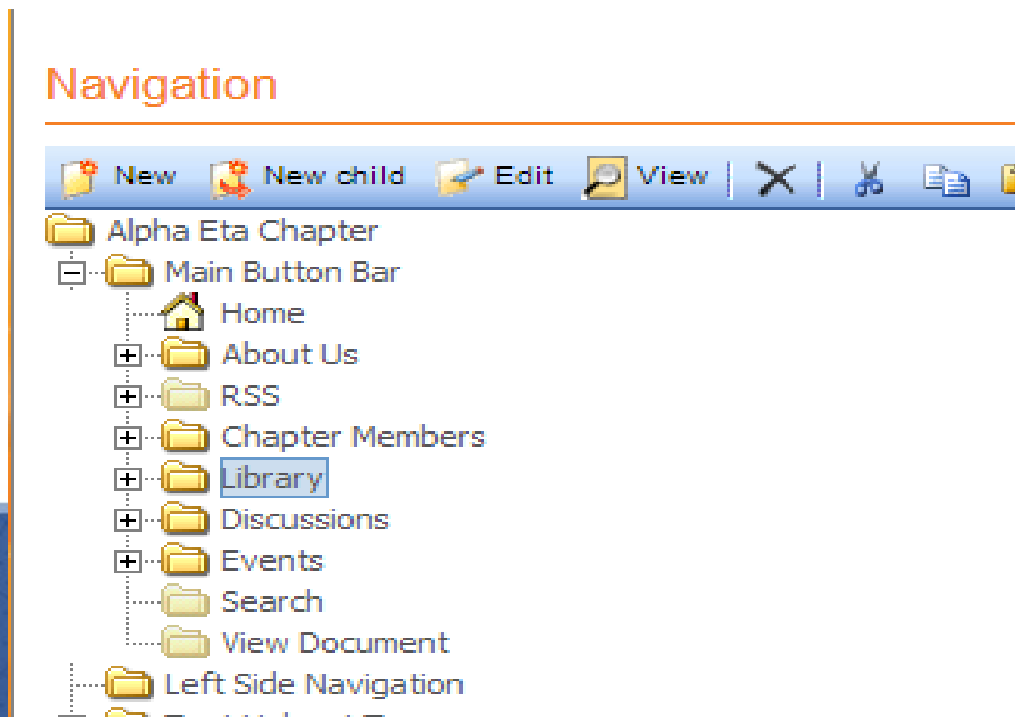 Navigation
New New child Edit View
Alpha Eta Chapter
Main Button Bar
Home
About Us
RSS
Chapter Members
Library
Discussions
Events
Search
View Document
Left Side Navigation